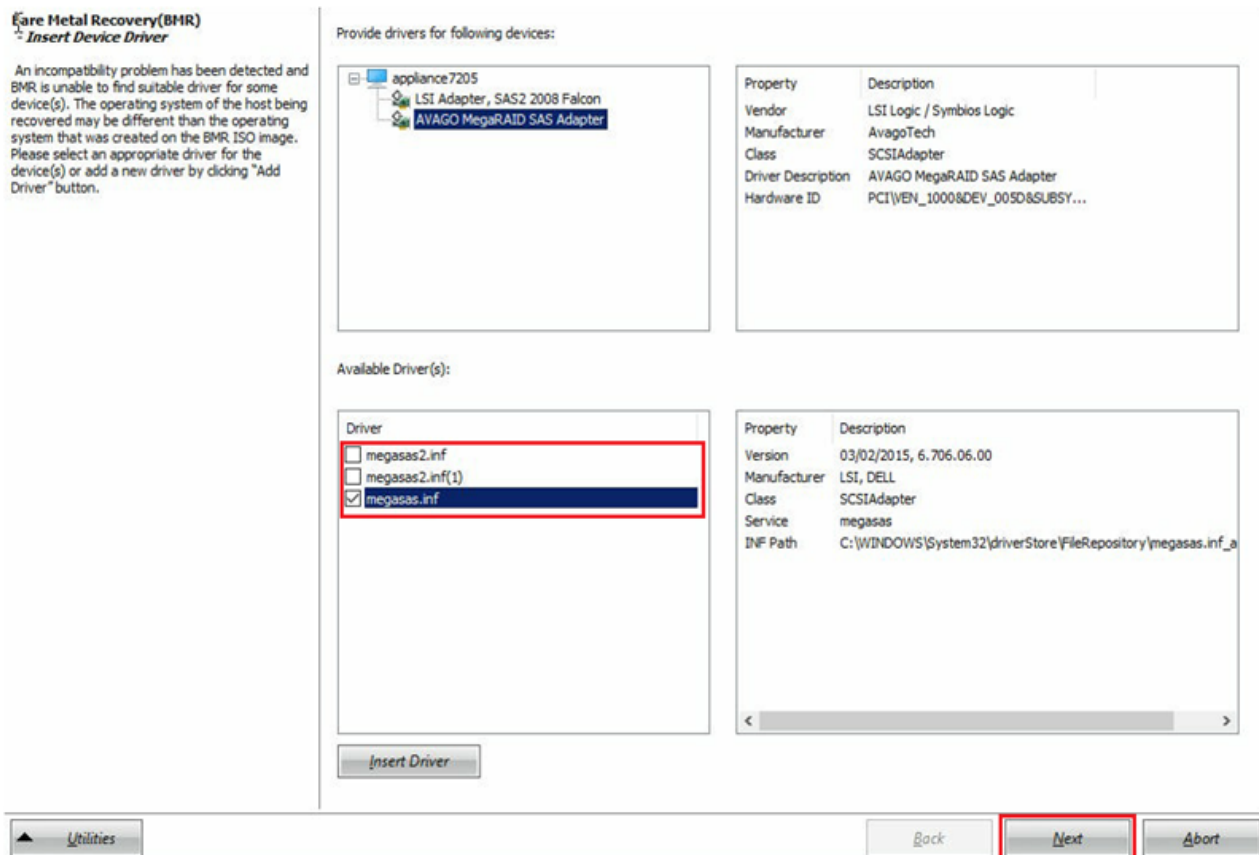 Bare Metal Recovery(BMR)
- Insert Device Driver
An incompatibility problem has been detected and
BMR is unable to find suitable driver for some
device(s). The operating system of the host being
recovered may be different than the operating
system that was created on the BMR ISO image.
Please select an appropriate driver for the
device(s) or add a new driver by clicking "Add
Driver" button.
Provide drivers for following devices:
appliance7205
LSI Adapter, SAS2 2008 Falcon
AVAGO MegaRAID SAS Adapter
Property Description
Vendor LSI Logic / Symbios Logic
Manufacturer AvagoTech
Class SCSIAdapter
Driver Description AVAGO MegaRAID SAS Adapter
Hardware ID PCI\VEN_1000&DEV_005D&SUBSY...
Available Driver(s):
Driver
megasas2.inf
megasas2.inf(1)
megasas.inf
Property Description
Version 03/02/2015, 6.706.06.00
Manufacturer LSI, DELL
Class SCSIAdapter
Service megasas
INF Path C:\WINDOWS\System32\driverStore\FileRepository\megasas.inf_a
Insert Driver
Utilities
Back
Next
Abort